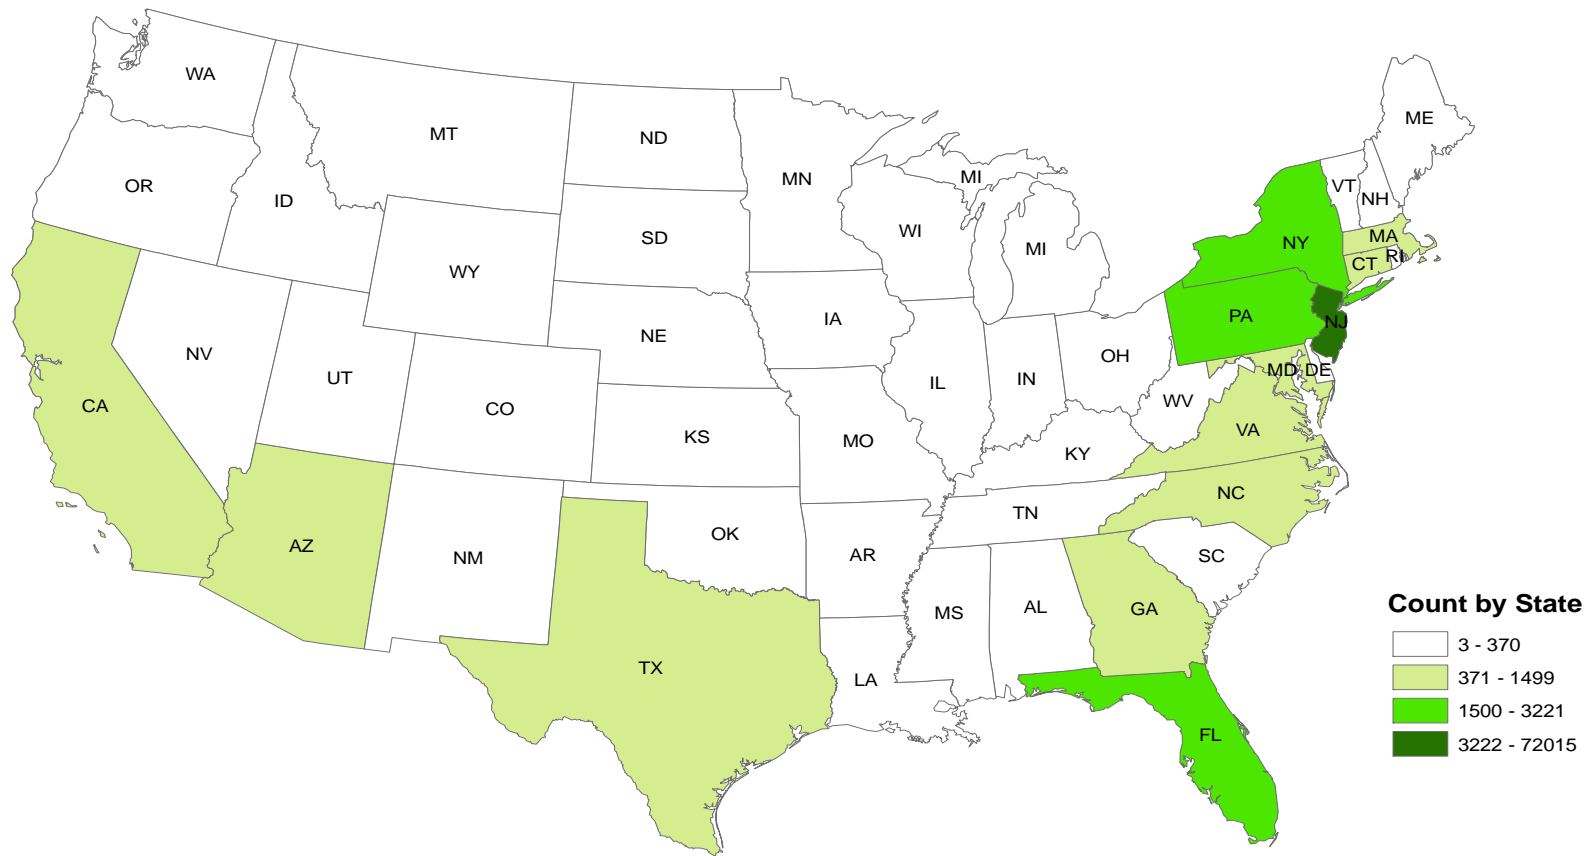 WA
MT
ND
MN
ME
OR
ID
MI
VT
NH
WI
SD
NY
MA
MI
WY
CT
RI
IA
PA
NJ
NE
NV
OH
UT
IL
IN
MD
DE
CA
CO
WV
KS
MO
VA
KY
NC
TN
OK
AZ
NM
AR
SC
MS
AL
GA
TX
LA
FL
Count by State
3 - 370
371 - 1499
1500 - 3221
3222 - 72015